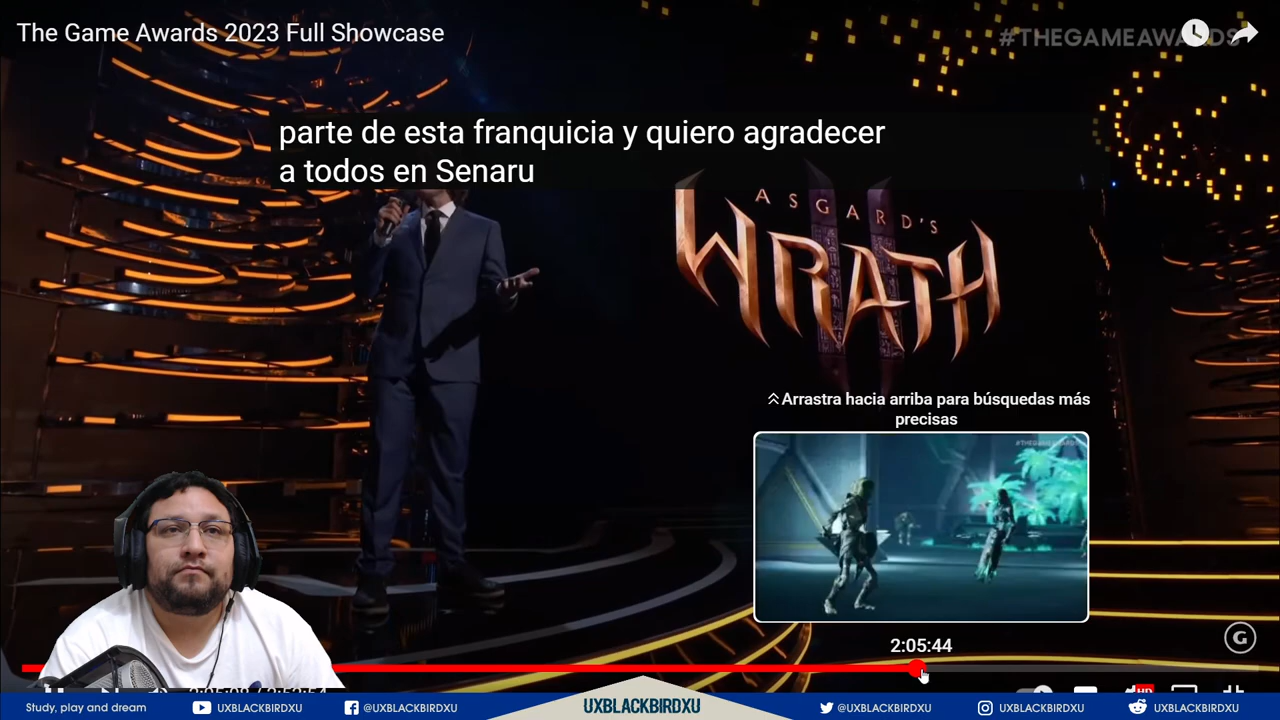 The Game Awards 2023 Full Showcase
#THEGAMEAWARDS
parte de esta franquicia y quiero agradecer
a todos en Senaru
ASGARD'S
WRATH
II
Arrastra hacia arriba para búsquedas más
precisas
2:05:44
G
HD
Study, play and dream
UXBLACKBIRDXU
@UXBLACKBIRDXU
UXBLACKBIRDXU
@UXBLACKBIRDXU
UXBLACKBIRDXU
UXBLACKBIRDXU